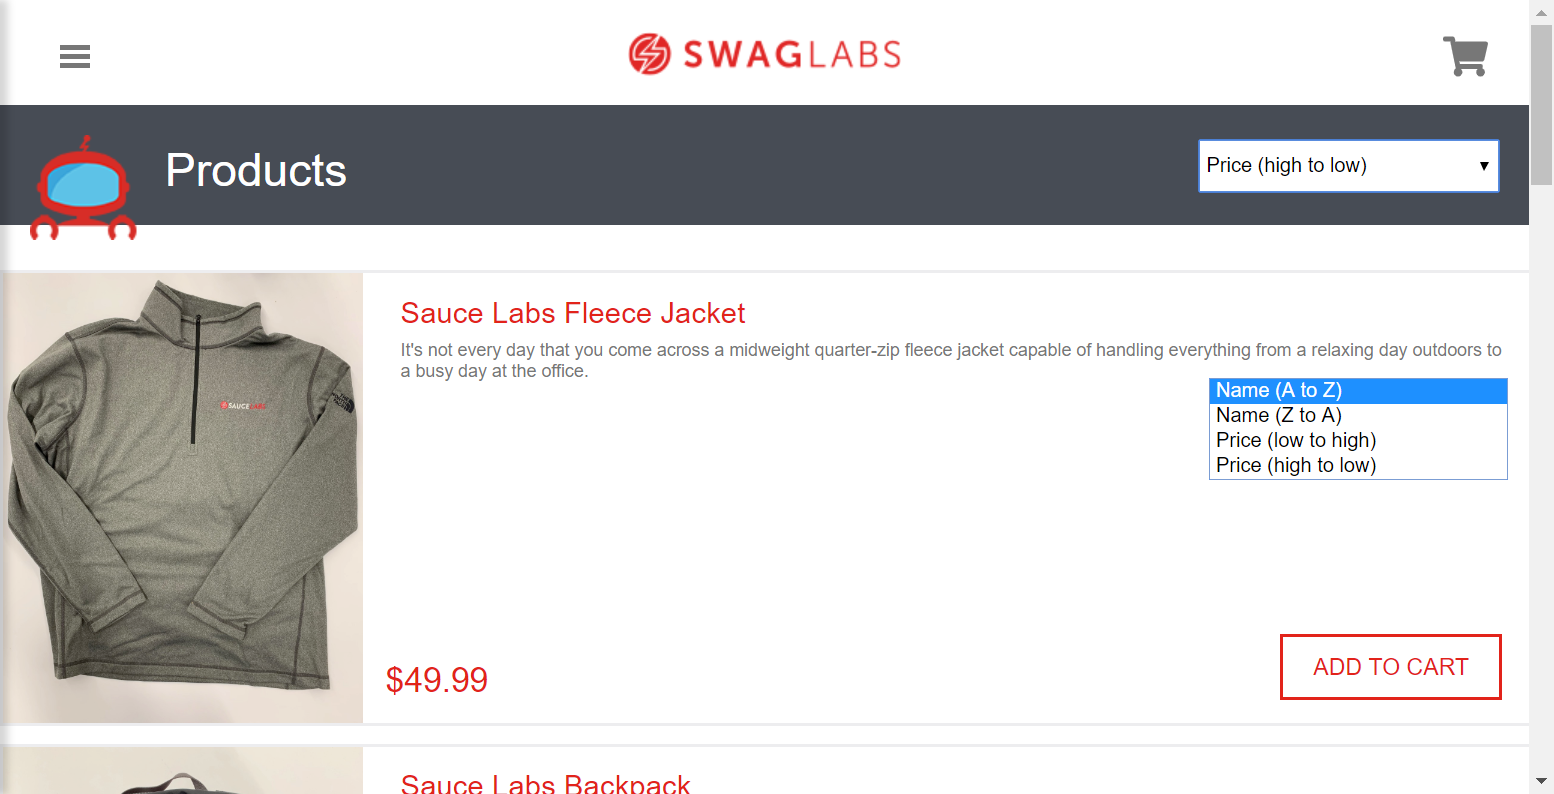 SWAGLABS
Products
Price (high to low)
Sauce Labs Fleece Jacket
It's not every day that you come across a midweight quarter-zip fleece jacket capable of handling everything from a relaxing day outdoors to
a busy day at the office.
Name (A to Z)
Name (Z to A)
Price (low to high)
Price (high to low)
SAUCELABS
$49.99
ADD TO CART
Sauce Labs Backpack